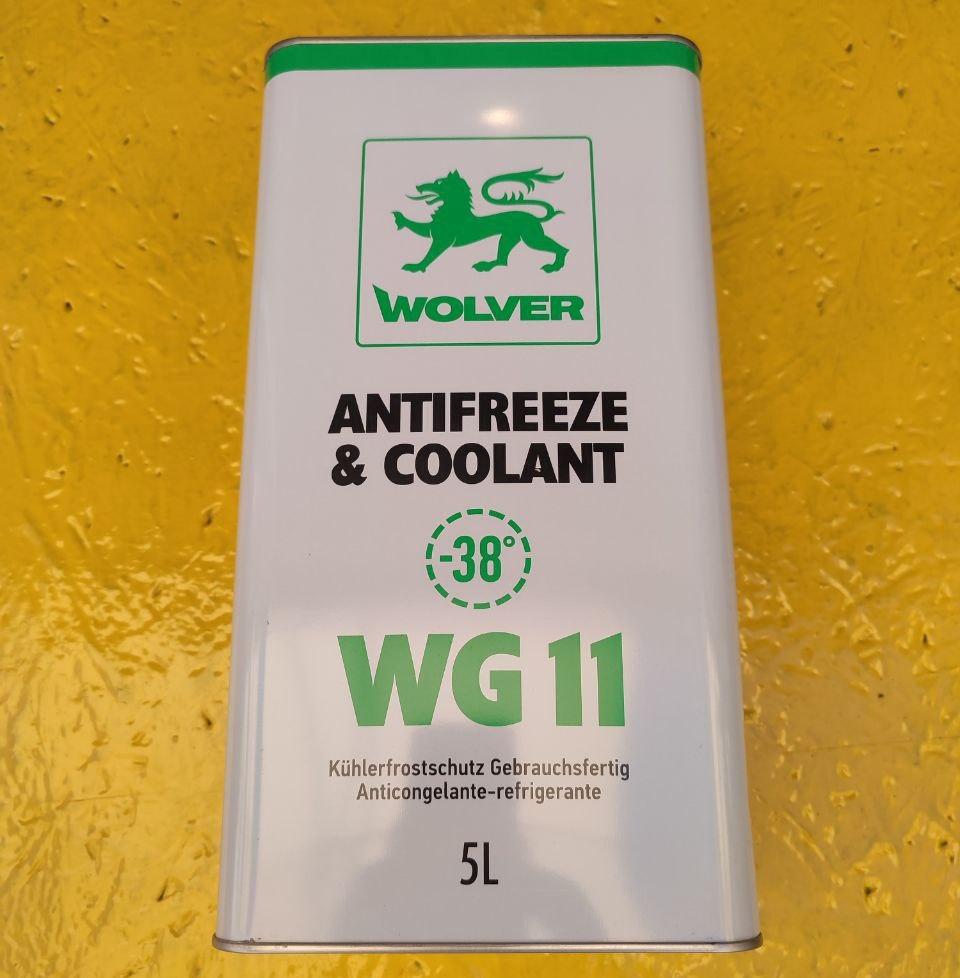 WOLVER
ANTIFREEZE
& COOLANT
-38°
WG 11
Kühlerfrostschutz Gebrauchsfertig
Anticongelante-refrigerante
5L